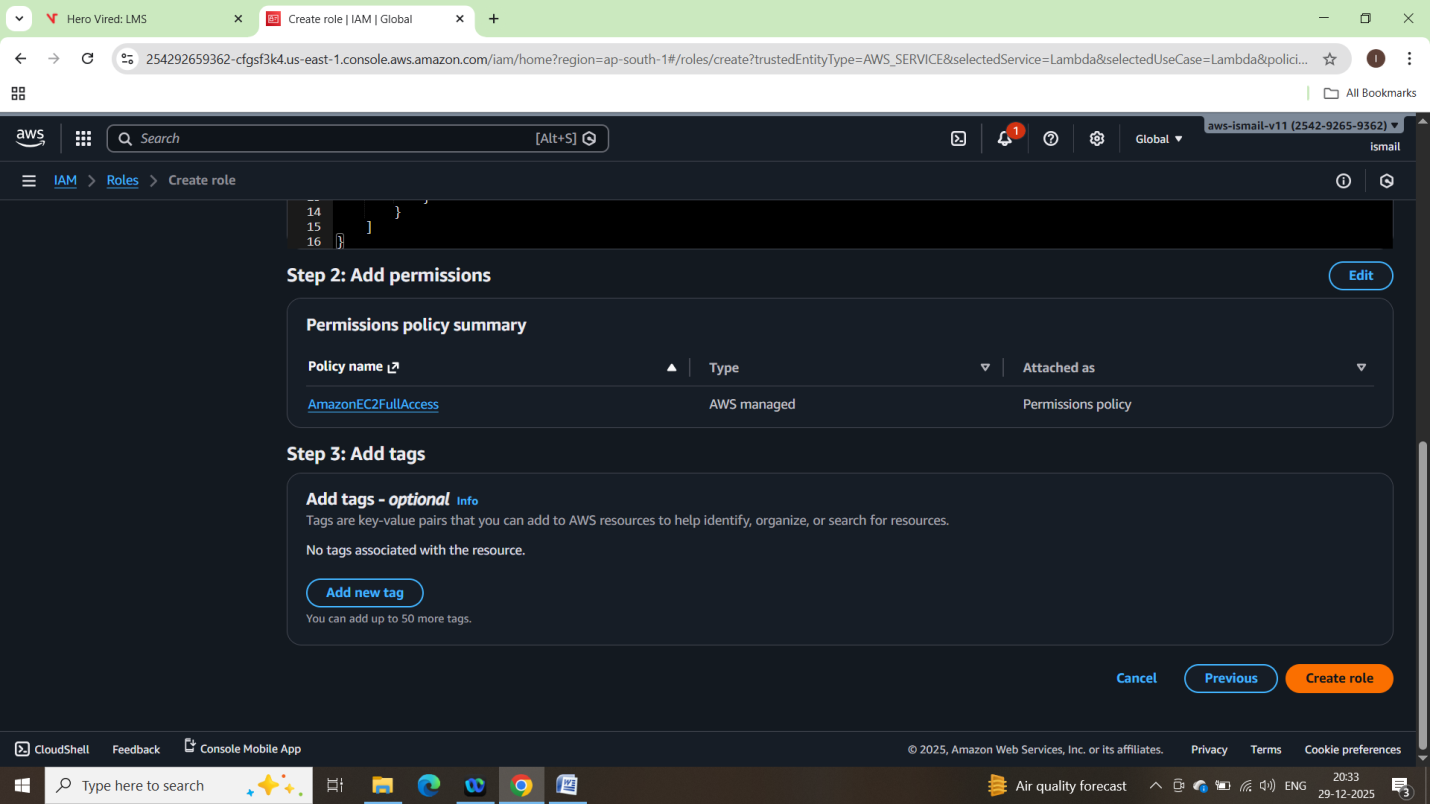 Hero Vired: LMS
Create role | IAM | Global
254292659362-cfgsf3k4.us-east-1.console.aws.amazon.com/iam/home?region=ap-south-1#/roles/create?trustedEntityType=AWS_SERVICE&selectedService=Lambda&selectedUseCase=Lambda&polici...
I
All Bookmarks
aws
Search
[Alt+S]
1
Global
aws-ismail-v11 (2542-9265-9362)
ismail
IAM
Roles
Create role
14 }
15 ]
16 }
Step 2: Add permissions
Edit
Permissions policy summary
Policy name
Type
Attached as
AmazonEC2FullAccess
AWS managed
Permissions policy
Step 3: Add tags
Add tags - optional Info
Tags are key-value pairs that you can add to AWS resources to help identify, organize, or search for resources.
No tags associated with the resource.
Add new tag
You can add up to 50 more tags.
Cancel
Previous
Create role
CloudShell
Feedback
Console Mobile App
© 2025, Amazon Web Services, Inc. or its affiliates.
Privacy
Terms
Cookie preferences
Type here to search
Air quality forecast
ENG
20:33
29-12-2025
3